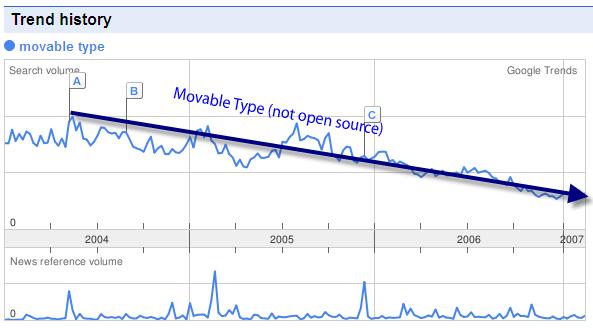 Trend history
movable type
Search volume
Google Trends
A
B
Movable Type (not open source)
C
0
2004
2005
2006
2007
News reference volume
0